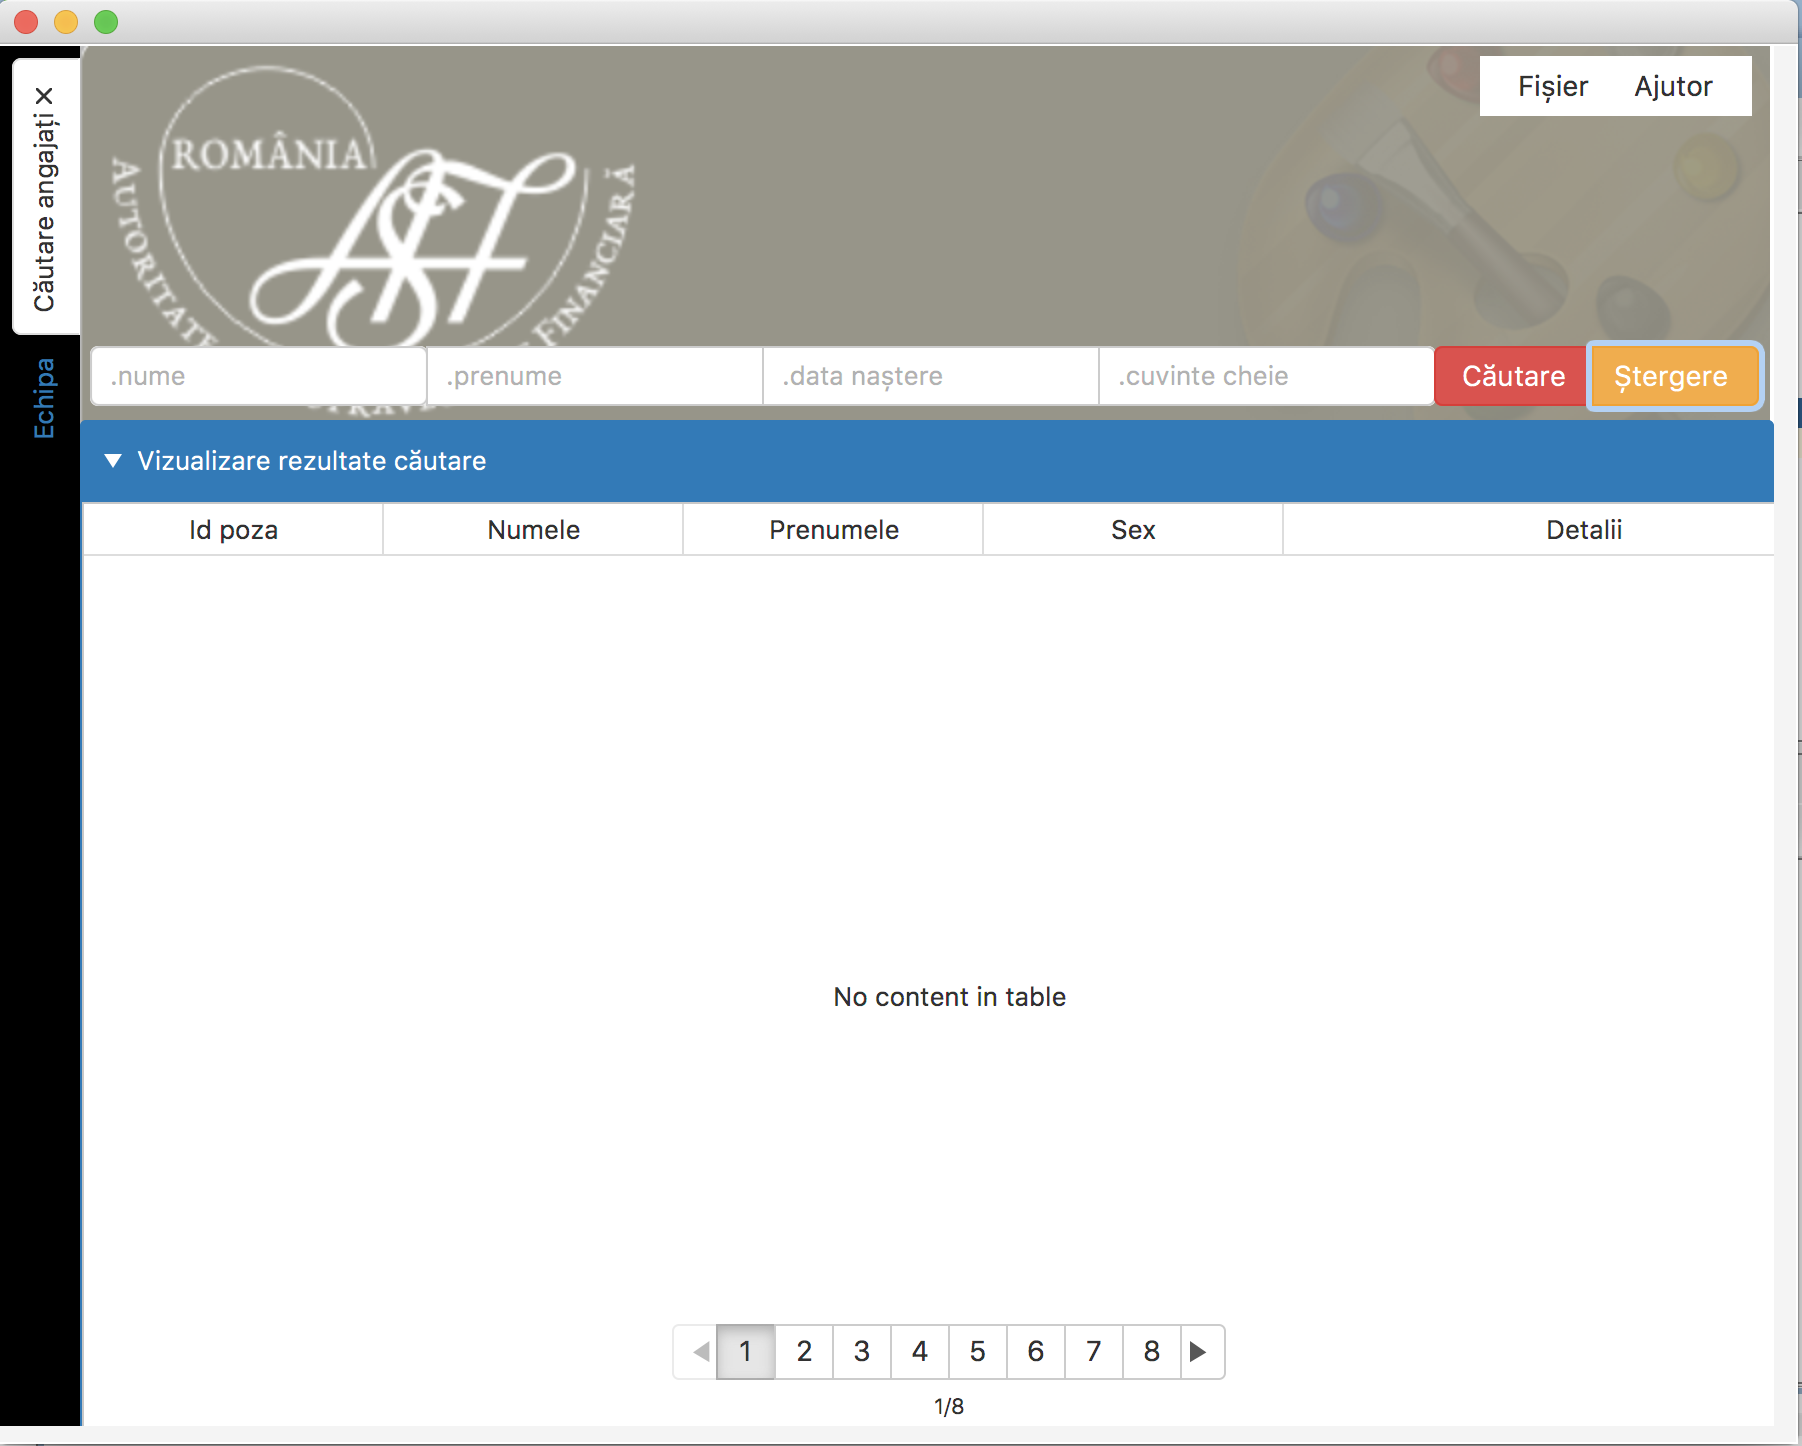 Fișier Ajutor
Căutare angajați
Echipa
ROMÂNIA
ASF
AUTORITATE
FINANCIARĂ
.nume .prenume .data naștere .cuvinte cheie Căutare Ștergere
Vizualizare rezultate căutare
Id poza Numele Prenumele Sex Detalii
No content in table
1 2 3 4 5 6 7 8
1/8